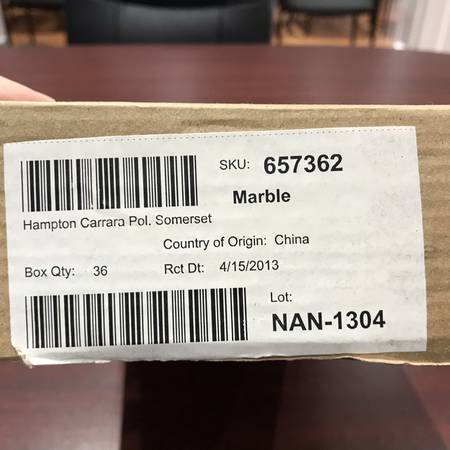 SKU: 657362
Marble
Hampton Carrara Pol. Somerset
Country of Origin: China
Box Qty: 36 Rct Dt: 4/15/2013
Lot:
NAN-1304